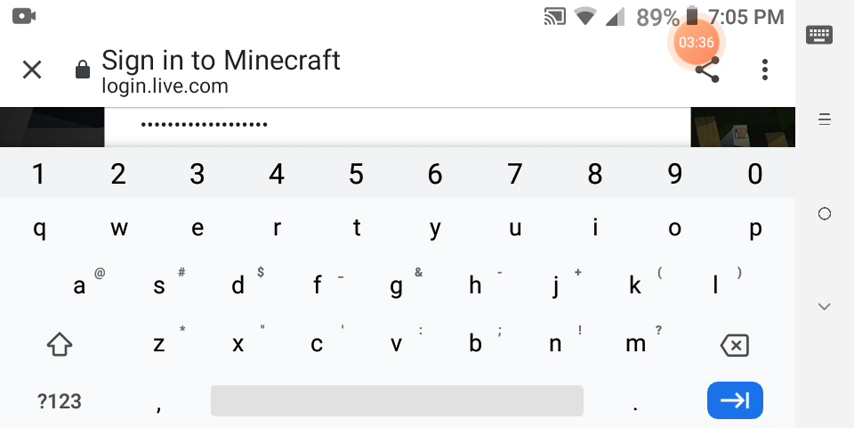 89% 7:05 PM
03:36
Sign in to Minecraft
login.live.com
•••••••••••••••••••
1 2 3 4 5 6 7 8 9 0
q w e r t y u i o p
@ # $ _ & - + ( )
a s d f g h j k l
* " ' : ; ! ?
z x c v b n m
?123 , .